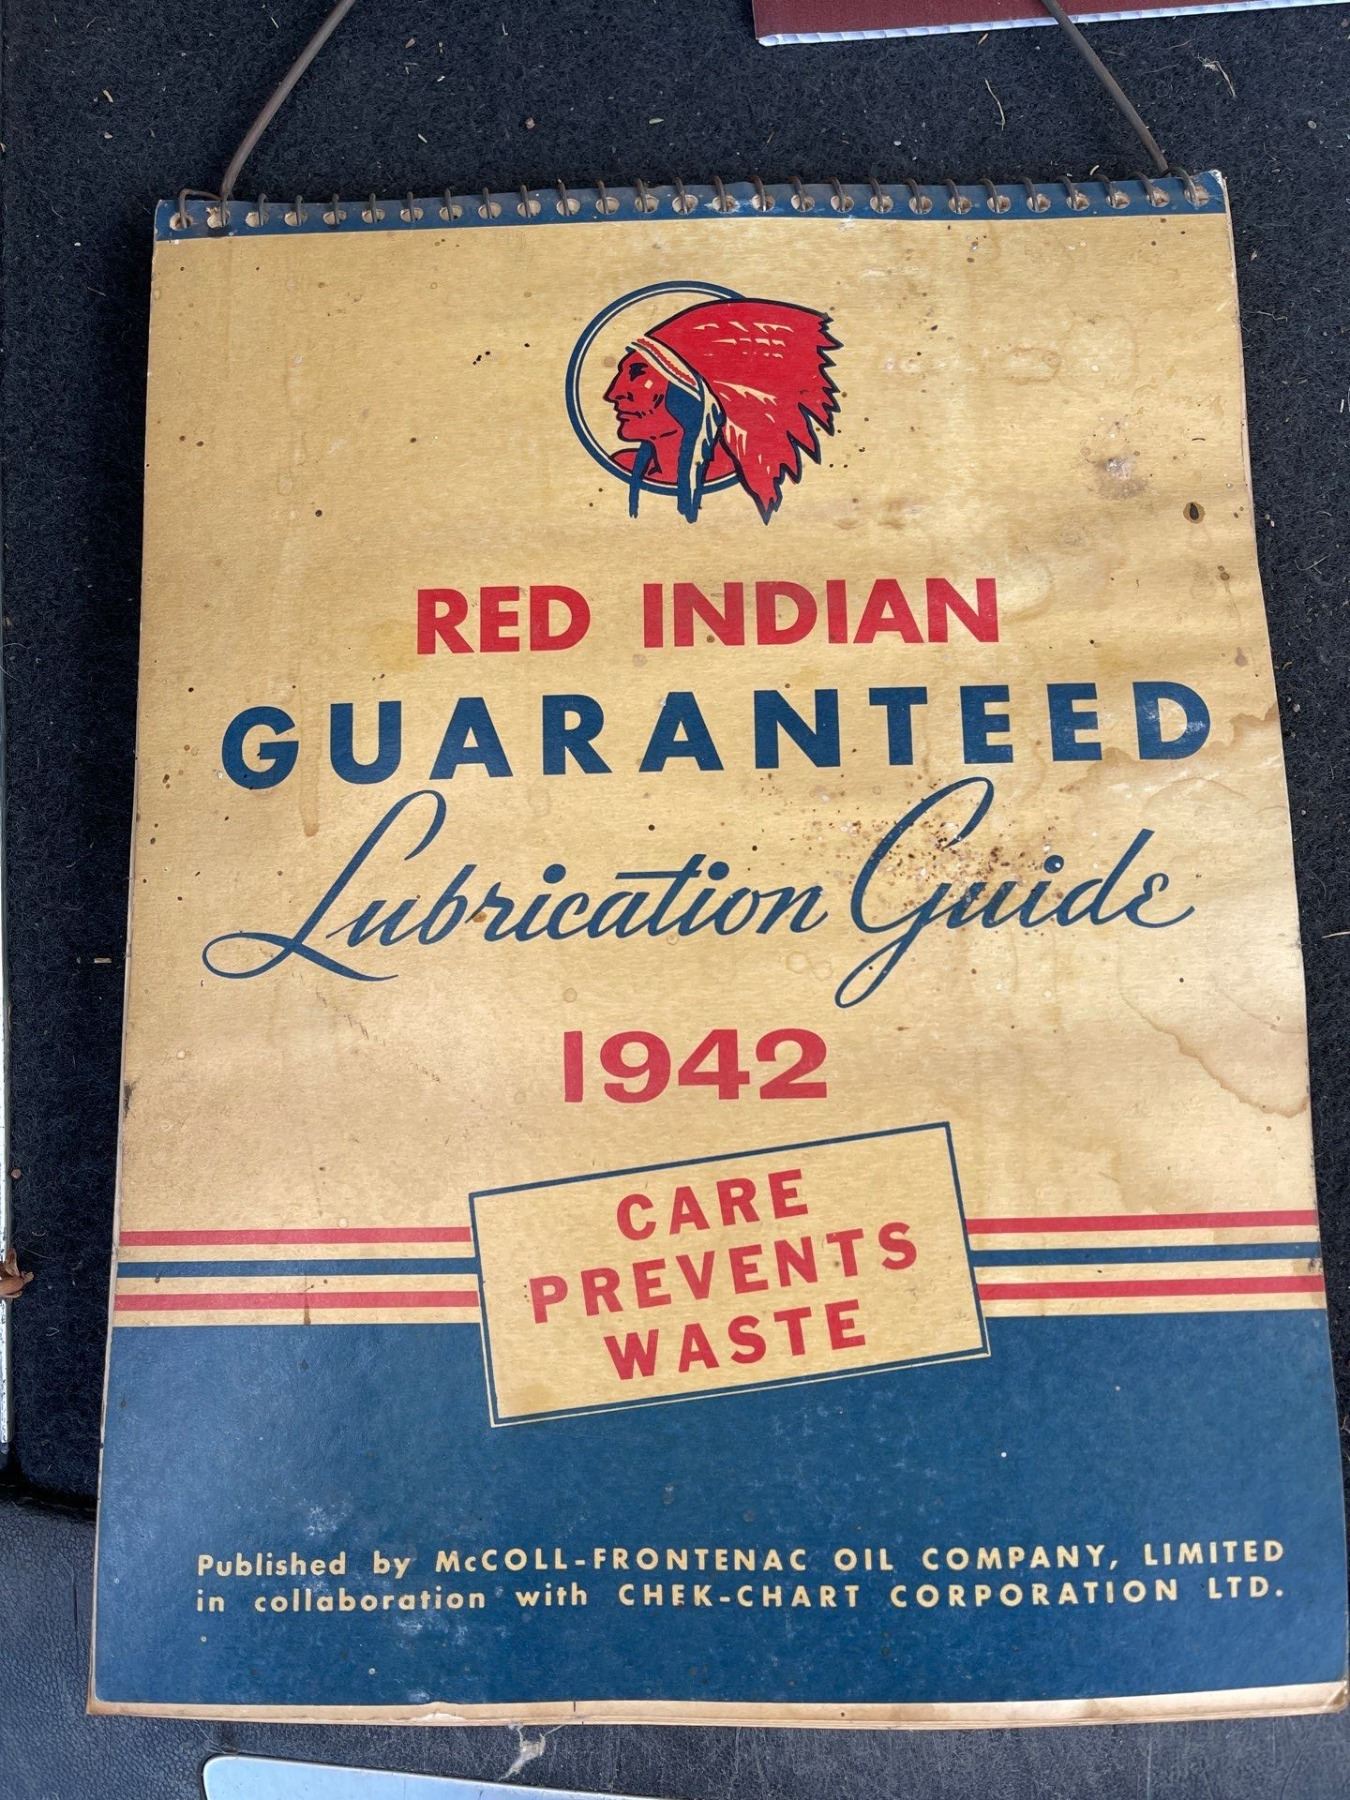 RED INDIAN
GUARANTEED
Lubrication Guide
1942
CARE
PREVENTS
WASTE
Published by McCOLL-FRONTENAC OIL COMPANY, LIMITED
in collaboration with CHEK-CHART CORPORATION LTD.